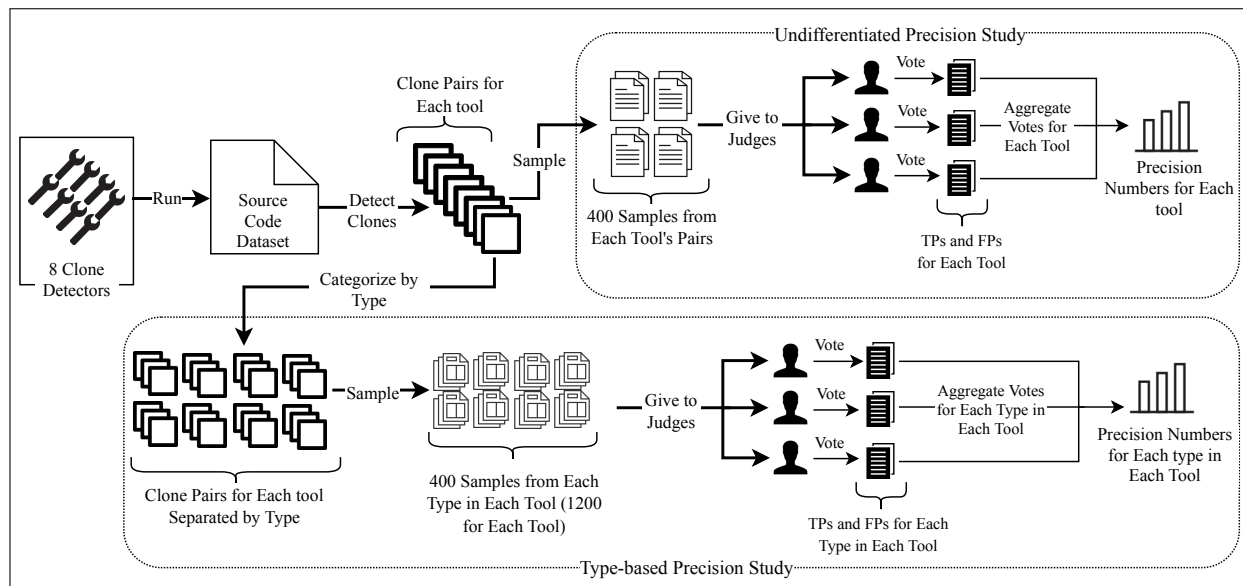 Undifferentiated Precision Study
8 Clone
Detectors
Run
Source
Code
Dataset
Detect
Clones
Clone Pairs for
Each tool
Sample
400 Samples from
Each Tool's Pairs
Give to
Judges
Vote
Vote
Vote
TPs and FPs
for Each Tool
Aggregate
Votes for
Each Tool
Precision
Numbers for Each
tool
Categorize by
Type
Clone Pairs for Each tool
Separated by Type
Sample
400 Samples from Each
Type in Each Tool (1200
for Each Tool)
Give to
Judges
Vote
Vote
Vote
TPs and FPs for Each
Type in Each Tool
Aggregate Votes
for Each Type in
Each Tool
Precision Numbers
for Each type in
Each Tool
Type-based Precision Study